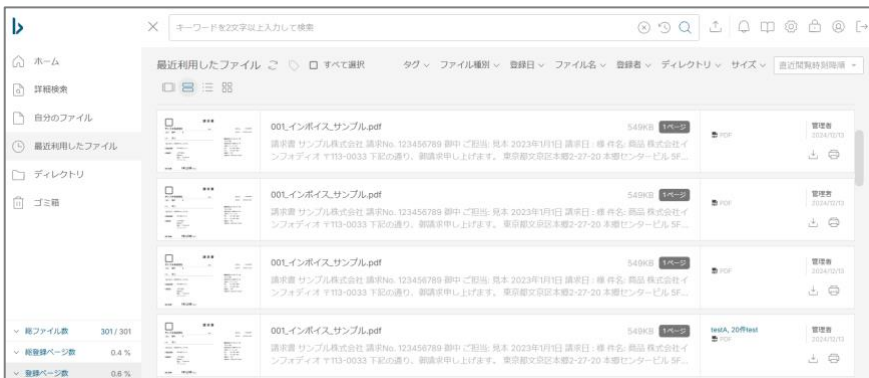 キーワードを2文字以上入力して検索
ホーム
詳細検索
自分のファイル
最近利用したファイル
ディレクトリ
ゴミ箱
総ファイル数 301 / 301
総登録ページ数 0.4 %
登録ページ数 0.6 %
最近利用したファイル すべて選択 タグ ファイル種別 登録日 ファイル名 登録者 ディレクトリ サイズ 直近閲覧時刻降順
001_インボイス_サンプル.pdf 549KB 1ページ
請求書 サンプル株式会社 請求No. 123456789 御中 ご担当: 見本 2023年1月1日 請求日 : 様 件名: 商品 株式会社イ
ンフォディオ 〒113-0033 下記の通り、御請求申し上げます。 東京都文京区本郷2-27-20 本郷センタービル 5F...
PDF
管理者
2024/12/13
001_インボイス_サンプル.pdf 549KB 1ページ
請求書 サンプル株式会社 請求No. 123456789 御中 ご担当: 見本 2023年1月1日 請求日 : 様 件名: 商品 株式会社イ
ンフォディオ 〒113-0033 下記の通り、御請求申し上げます。 東京都文京区本郷2-27-20 本郷センタービル 5F...
PDF
管理者
2024/12/13
001_インボイス_サンプル.pdf 549KB 1ページ
請求書 サンプル株式会社 請求No. 123456789 御中 ご担当: 見本 2023年1月1日 請求日 : 様 件名: 商品 株式会社イ
ンフォディオ 〒113-0033 下記の通り、御請求申し上げます。 東京都文京区本郷2-27-20 本郷センタービル 5F...
PDF
管理者
2024/12/13
001_インボイス_サンプル.pdf 549KB 1ページ
請求書 サンプル株式会社 請求No. 123456789 御中 ご担当: 見本 2023年1月1日 請求日 : 様 件名: 商品 株式会社イ
ンフォディオ 〒113-0033 下記の通り、御請求申し上げます。 東京都文京区本郷2-27-20 本郷センタービル 5F...
testA, 20件test
PDF
管理者
2024/12/13